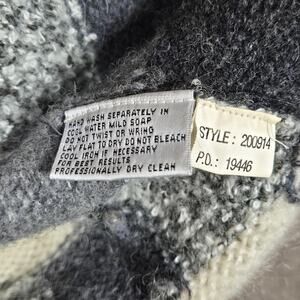 HAND WASH SEPARATELY IN
COOL WATER MILD SOAP
DO NOT TWIST OR WRING
LAY FLAT TO DRY DO NOT BLEACH
COOL IRON IF NECESSARY
FOR BEST RESULTS
PROFESSIONALLY DRY CLEAN
STYLE : 200914
P.D.: 19446